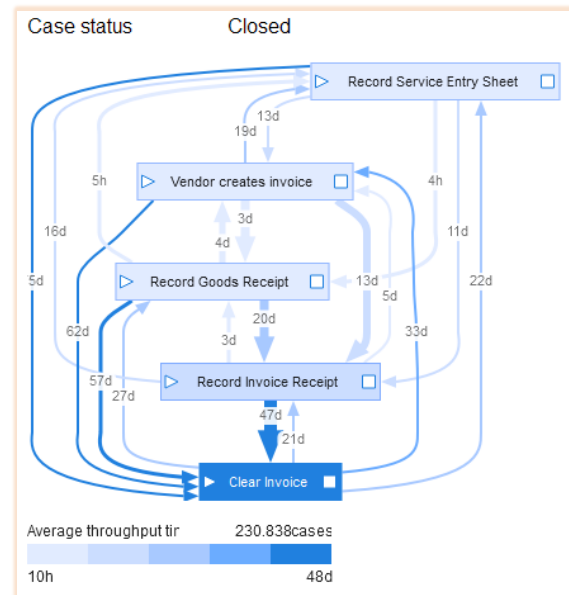 Case status Closed
Record Service Entry Sheet
13d
19d
5h
4h
Vendor creates invoice
3d
16d
11d
4d
5d
Record Goods Receipt
13d
22d
5d
20d
62d
33d
3d
57d
Record Invoice Receipt
27d
47d
21d
Clear Invoice
Average throughput tir 230.838cases
10h 48d